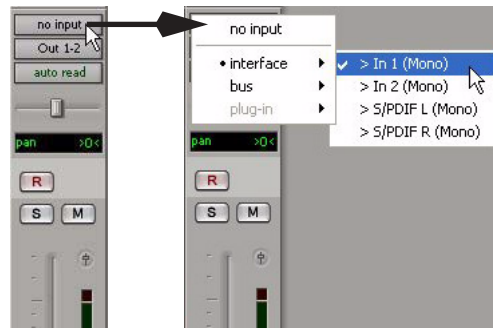 no input
Out 1-2
auto read
pan >0<
R
S M
no input
• interface
bus
plug-in
> In 1 (Mono)
> In 2 (Mono)
> S/PDIF L (Mono)
> S/PDIF R (Mono)
pan >0<
R
S M